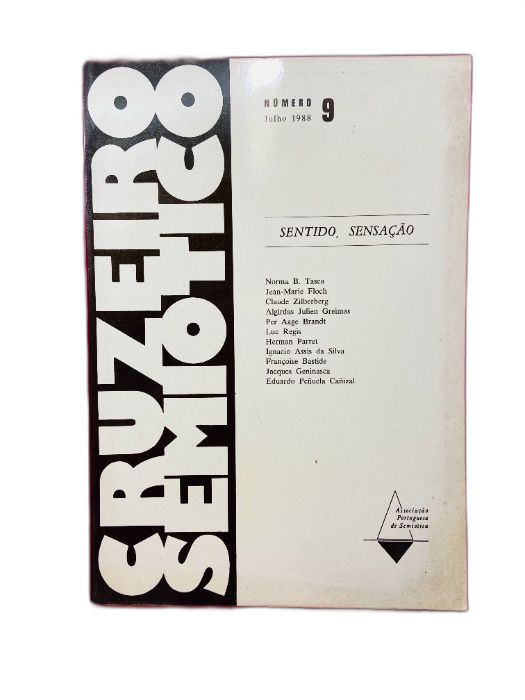 CRUZEIRO
SEMIOTICO
NÚMERO 9
Julho 1988
SENTIDO, SENSAÇÃO
Norma B. Tasca
Jean-Marie Floch
Claude Zilberberg
Algirdas Julien Greimas
Per Aage Brandt
Luc Regis
Herman Parret
Ignacio Assis da Silva
Françoise Bastide
Jacques Geninasca
Eduardo Peñuela Cañizal
Associação
Portuguesa
de Semiotica